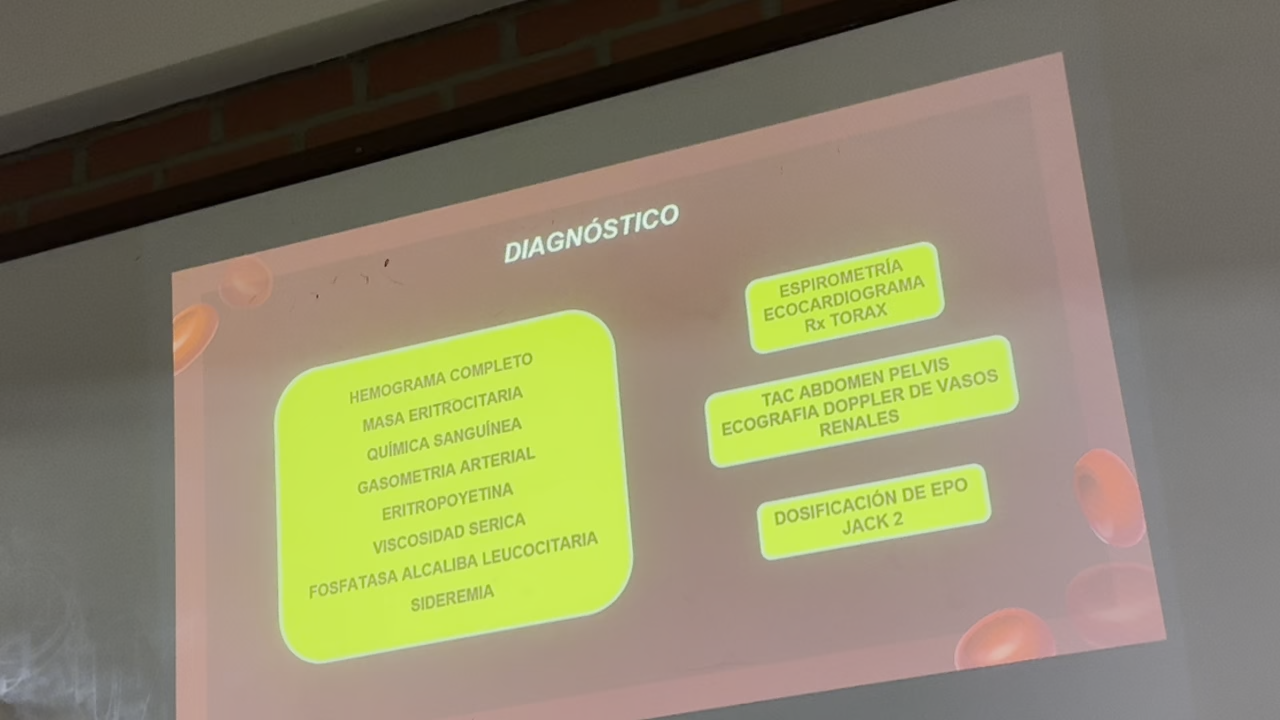 DIAGNÓSTICO
HEMOGRAMA COMPLETO
MASA ERITROCITARIA
QUÍMICA SANGUÍNEA
GASOMETRIA ARTERIAL
ERITROPOYETINA
VISCOSIDAD SERICA
FOSFATASA ALCALIBA LEUCOCITARIA
SIDEREMIA
ESPIROMETRÍA
ECOCARDIOGRAMA
Rx TORAX
TAC ABDOMEN PELVIS
ECOGRAFIA DOPPLER DE VASOS
RENALES
DOSIFICACIÓN DE EPO
JACK 2